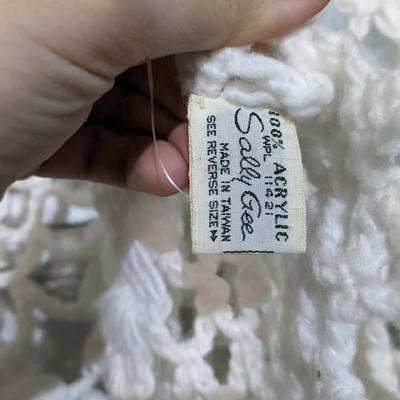 100% ACRYLIC
WPL 11421
Sally Gee
MADE IN TAIWAN
SEE REVERSE SIZE ▸▸